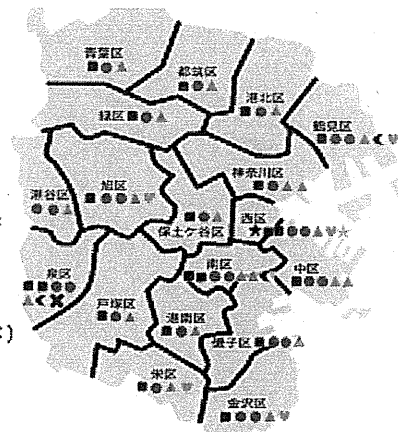 青葉区
都筑区
港北区
緑区
鶴見区
神奈川区
瀬谷区
旭区
保土ケ谷区
西区
泉区
南区
中区
戸塚区
港南区
磯子区
栄区
金沢区